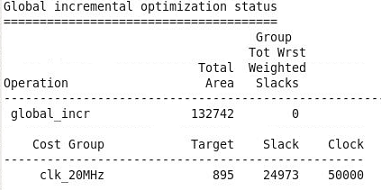 Global incremental optimization status
======================================
Group
Tot Wrst
Total Weighted
Operation Area Slacks
--------------------------------------------------
global_incr 132742 0
Cost Group Target Slack Clock
--------------------------------------------------
clk_20MHz 895 24973 50000